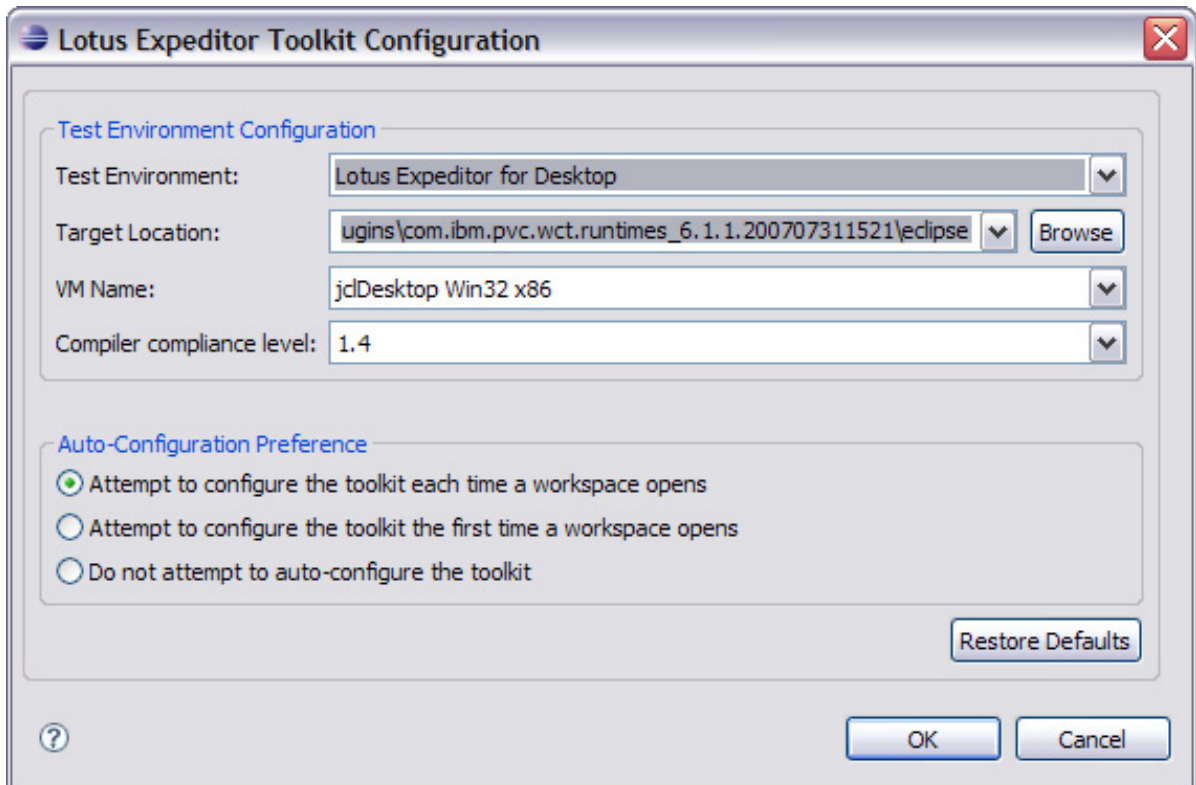 Lotus Expeditor Toolkit Configuration
Test Environment Configuration
Test Environment: Lotus Expeditor for Desktop
Target Location: ugins\com.ibm.pvc.wct.runtimes_6.1.1.200707311521\eclipse Browse
VM Name: jclDesktop Win32 x86
Compiler compliance level: 1.4
Auto-Configuration Preference
Attempt to configure the toolkit each time a workspace opens
Attempt to configure the toolkit the first time a workspace opens
Do not attempt to auto-configure the toolkit
Restore Defaults
? OK Cancel